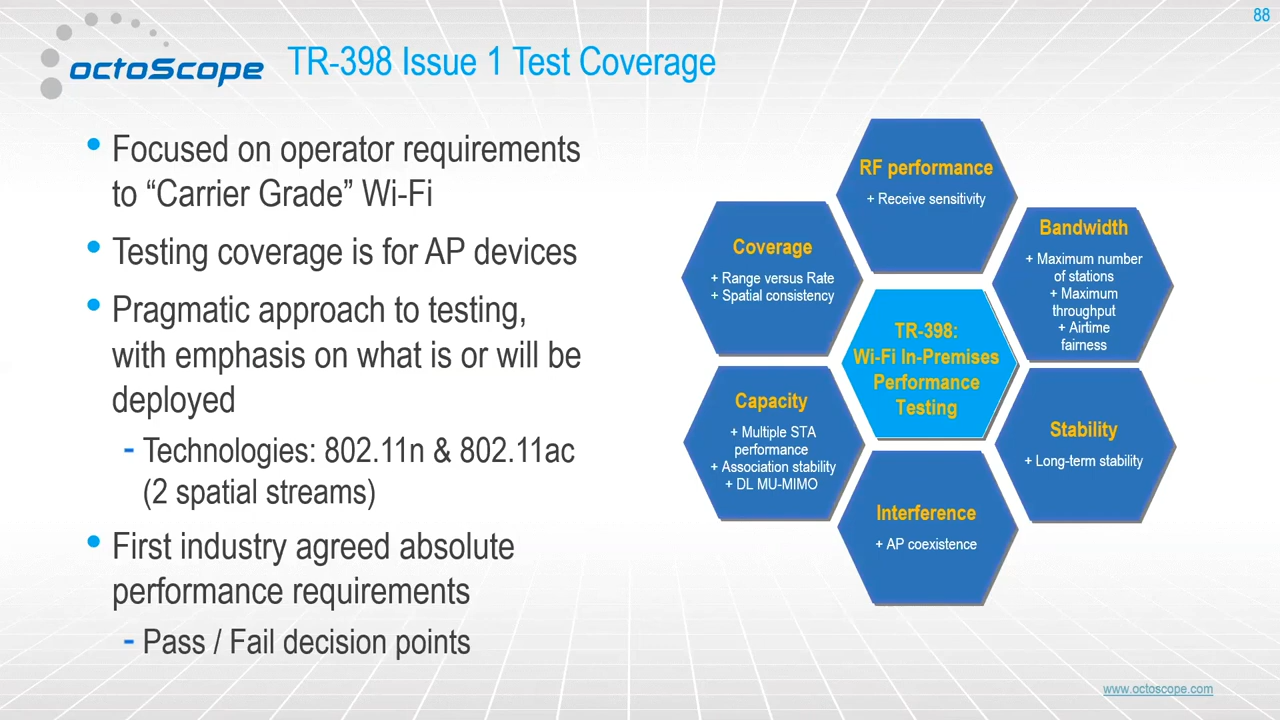 88
octoScope
TR-398 Issue 1 Test Coverage
• Focused on operator requirements
to “Carrier Grade” Wi-Fi
• Testing coverage is for AP devices
• Pragmatic approach to testing,
with emphasis on what is or will be
deployed
- Technologies: 802.11n & 802.11ac
(2 spatial streams)
• First industry agreed absolute
performance requirements
- Pass / Fail decision points
RF performance
+ Receive sensitivity
Bandwidth
+ Maximum number
of stations
+ Maximum
throughput
+ Airtime
fairness
Coverage
+ Range versus Rate
+ Spatial consistency
TR-398:
Wi-Fi In-Premises
Performance
Testing
Capacity
+ Multiple STA
performance
+ Association stability
+ DL MU-MIMO
Stability
+ Long-term stability
Interference
+ AP coexistence
www.octoscope.com